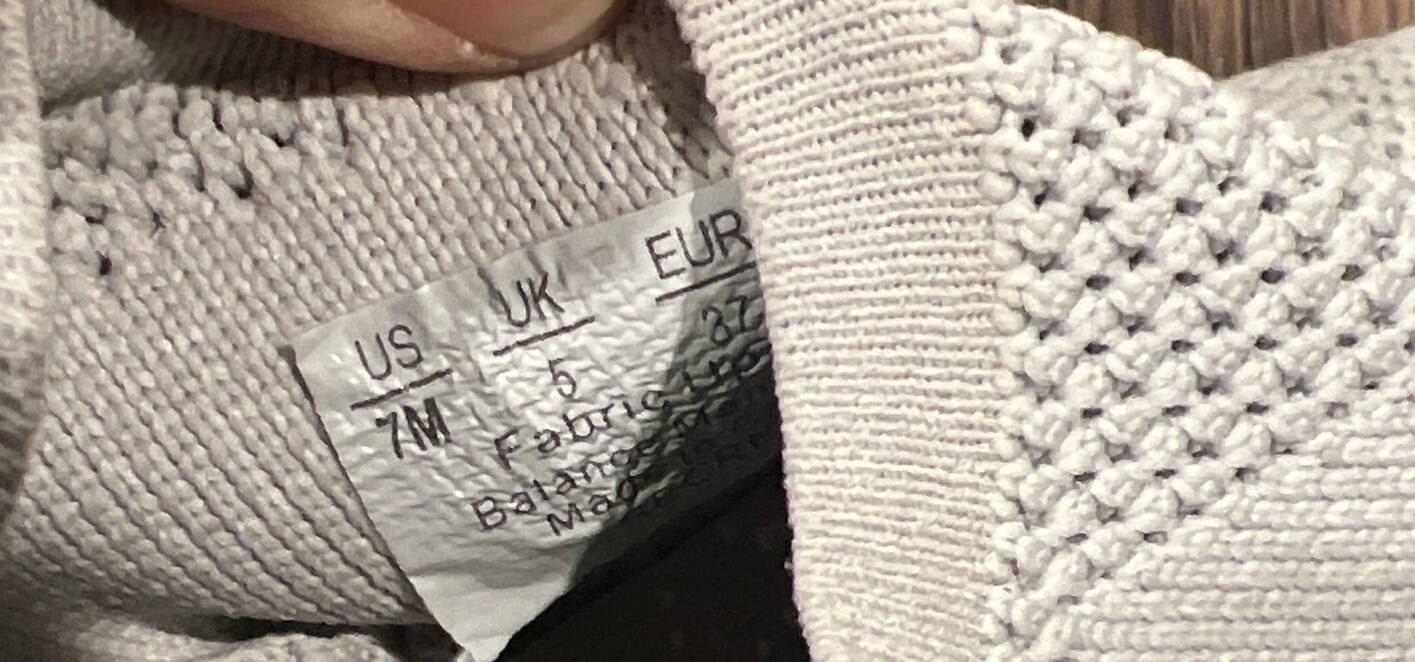 US UK EUR
7M 5 37
Fabric
Balance